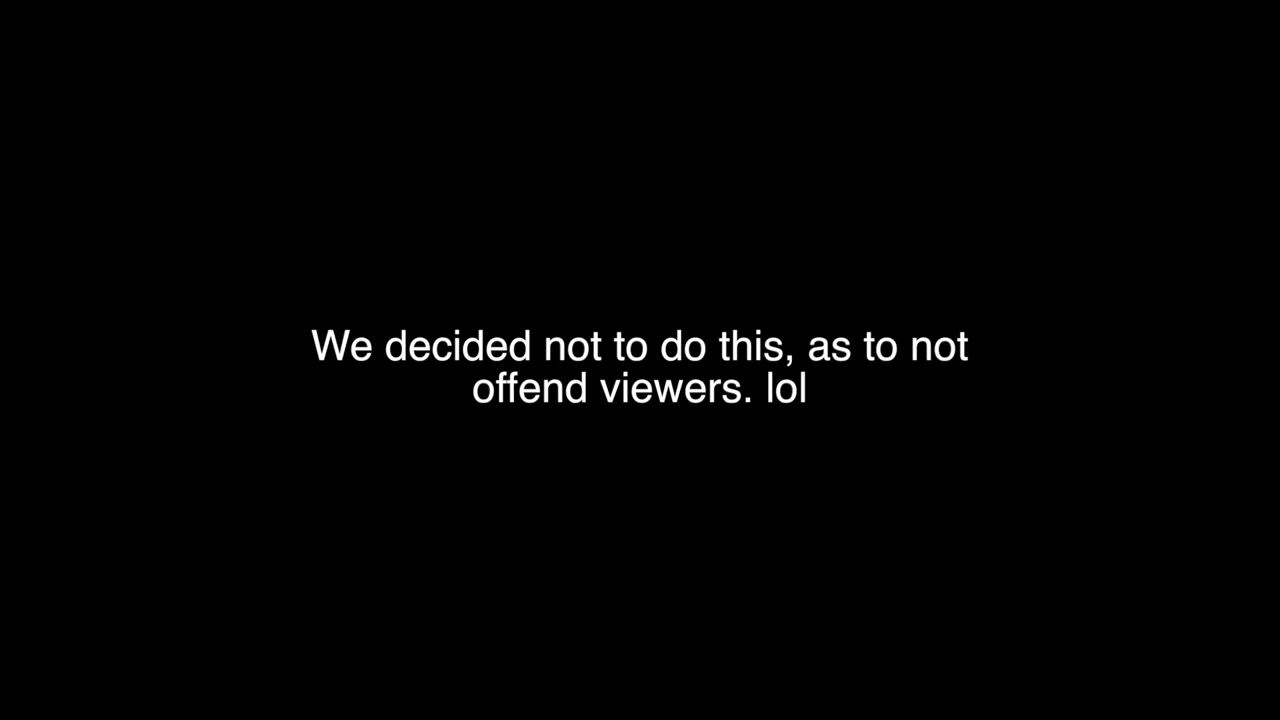 We decided not to do this, as to not
offend viewers. lol